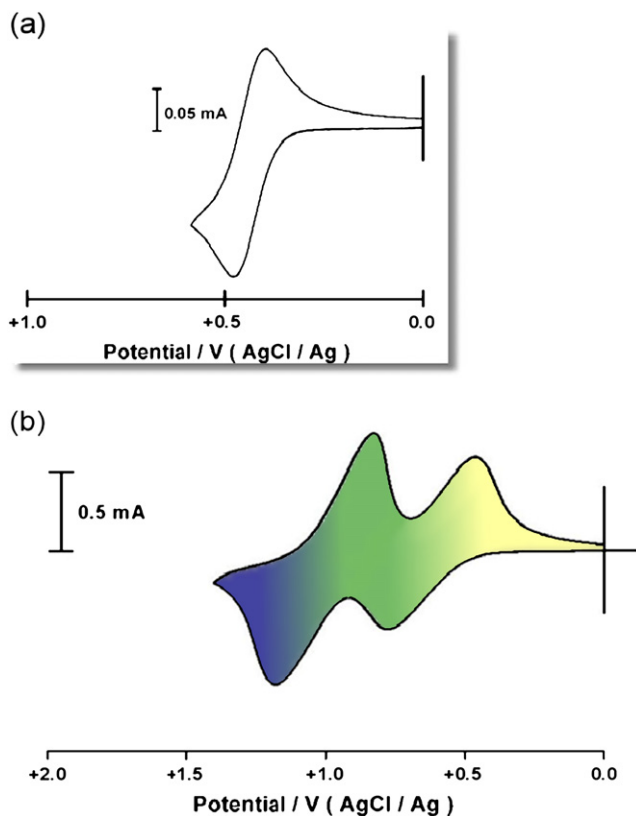 (a)
0.05 mA
+1.0 +0.5 0.0
Potential / V ( AgCl / Ag )
(b)
0.5 mA
+2.0 +1.5 +1.0 +0.5 0.0
Potential / V ( AgCl / Ag )